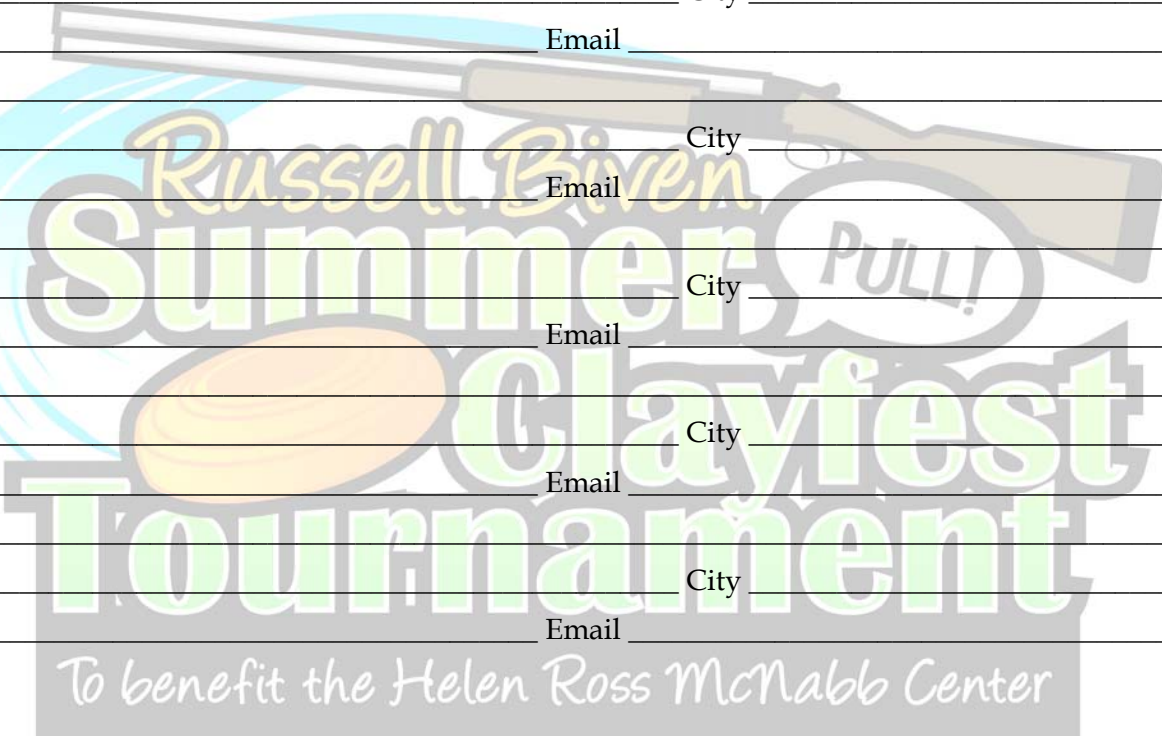 City
Email
City
Russell Biven
Email
Summer
PULL!
City
Email
Clayfest
City
Email
Tournament
City
Email
To benefit the Helen Ross McNabb Center